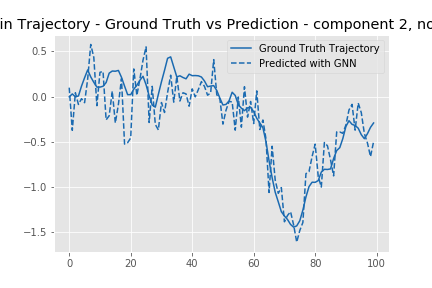 in Trajectory - Ground Truth vs Prediction - component 2, no
Ground Truth Trajectory
Predicted with GNN
0.5
0.0
−0.5
−1.0
−1.5
0 20 40 60 80 100